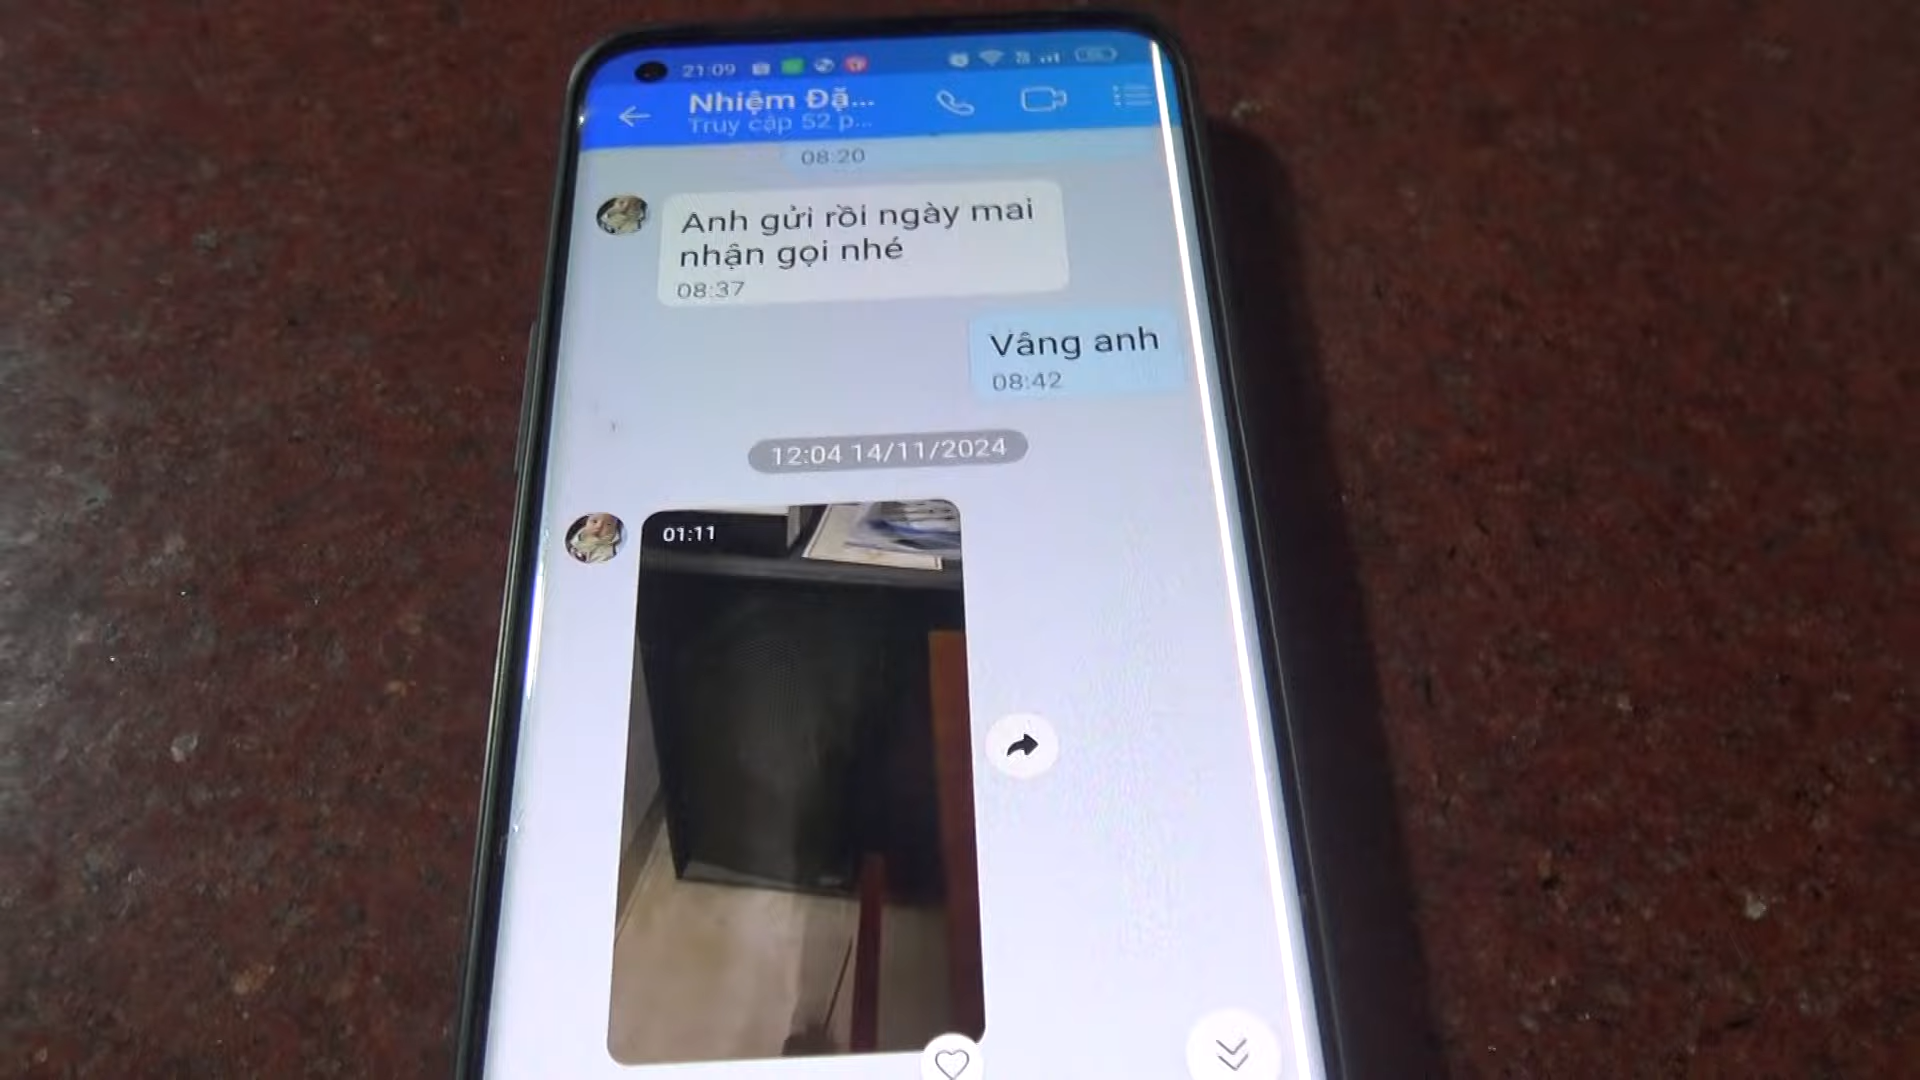 21:09
Nhiệm Đặ...
Truy cập 52 p...
08:20
Anh gửi rồi ngày mai
nhận gọi nhé
08:37
Vâng anh
08:42
12:04 14/11/2024
01:11